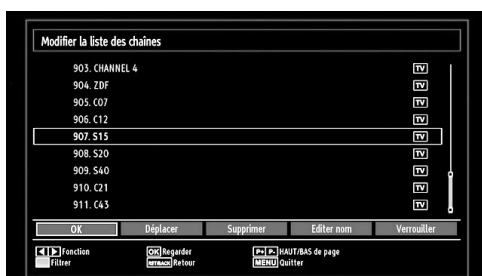 Modifier la liste des chaînes
903. CHANNEL 4 TV
904. ZDF TV
905. C07 TV
906. C12 TV
907. S15 TV
908. S20 TV
909. S40 TV
910. C21 TV
911. C43 TV
OK Déplacer Supprimer Editer nom Verrouiller
Fonction OK Regarder P+ P- HAUT/BAS de page
Filtrer RETBACK Retour MENU Quitter